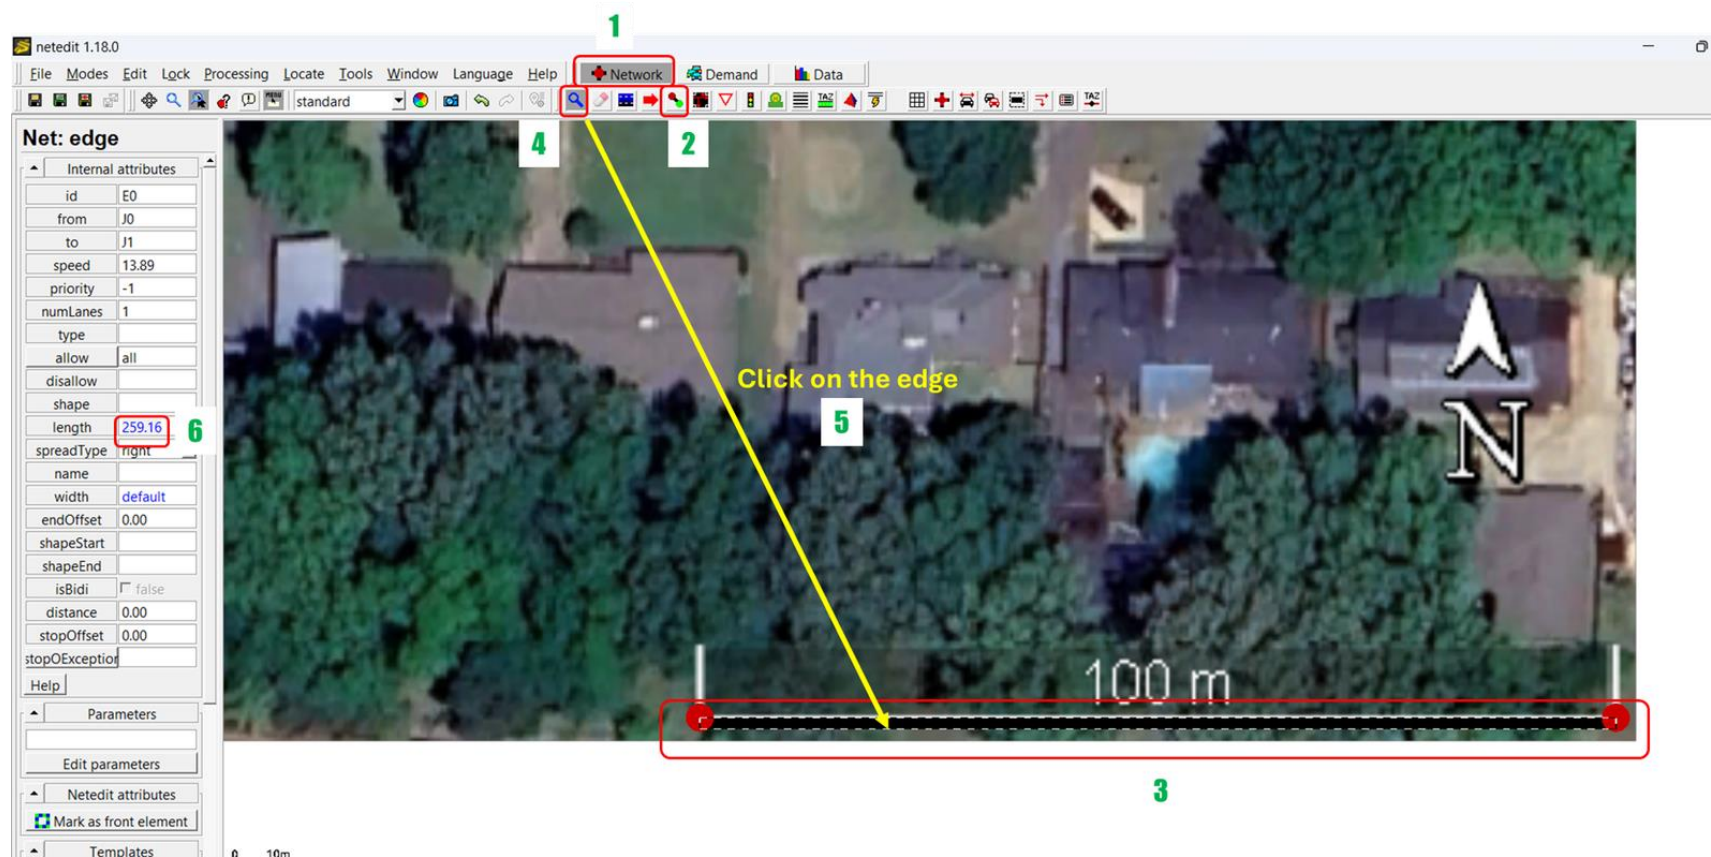 1
netedit 1.18.0
File Modes Edit Lock Processing Locate Tools Window Language Help Network Demand Data
standard TAZ TAZ
4 2
Net: edge
Internal attributes
id E0
from J0
to J1
speed 13.89
priority -1
numLanes 1
type
allow all
disallow
shape
length 259.16 6
spreadType right
name
width default
endOffset 0.00
shapeStart
shapeEnd
isBidi false
distance 0.00
stopOffset 0.00
stopOException
Help
Parameters
Edit parameters
Netedit attributes
Mark as front element
Templates
Click on the edge
5
N
100 m
3
0 10m